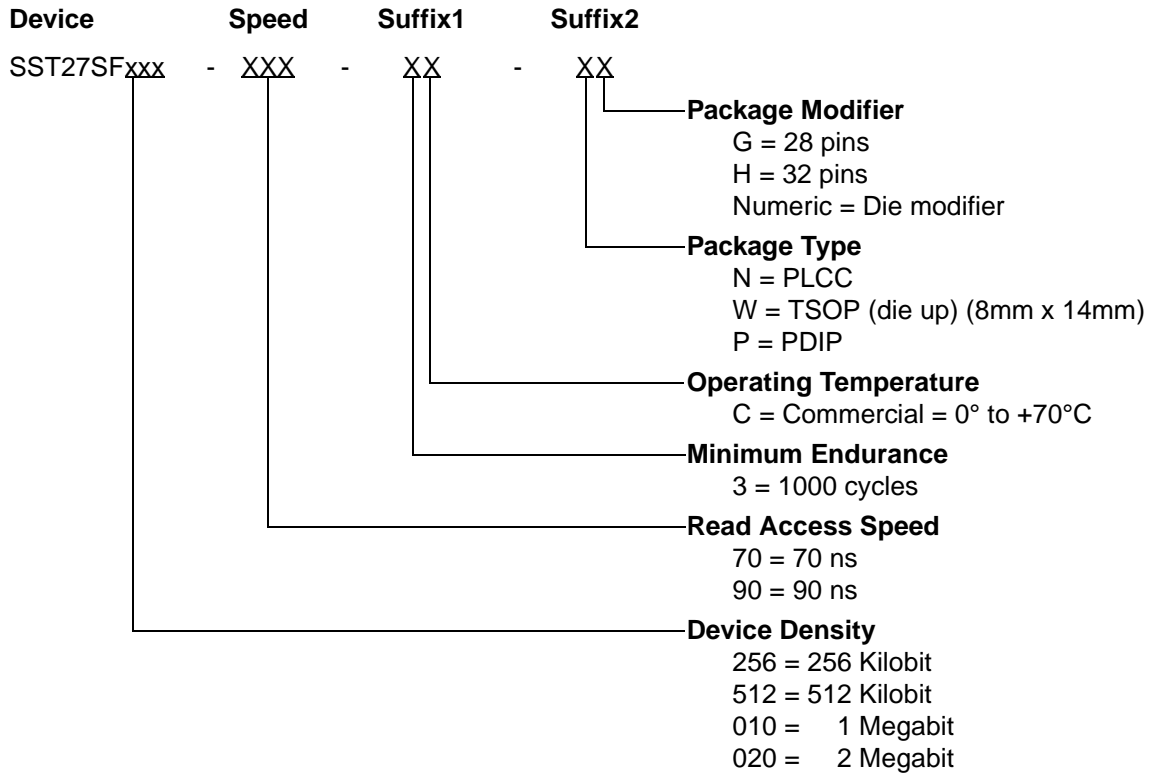 Device Speed Suffix1 Suffix2
SST27SFxxx - XXX - XX - XX
Package Modifier
G = 28 pins
H = 32 pins
Numeric = Die modifier
Package Type
N = PLCC
W = TSOP (die up) (8mm x 14mm)
P = PDIP
Operating Temperature
C = Commercial = 0° to +70°C
Minimum Endurance
3 = 1000 cycles
Read Access Speed
70 = 70 ns
90 = 90 ns
Device Density
256 = 256 Kilobit
512 = 512 Kilobit
010 = 1 Megabit
020 = 2 Megabit